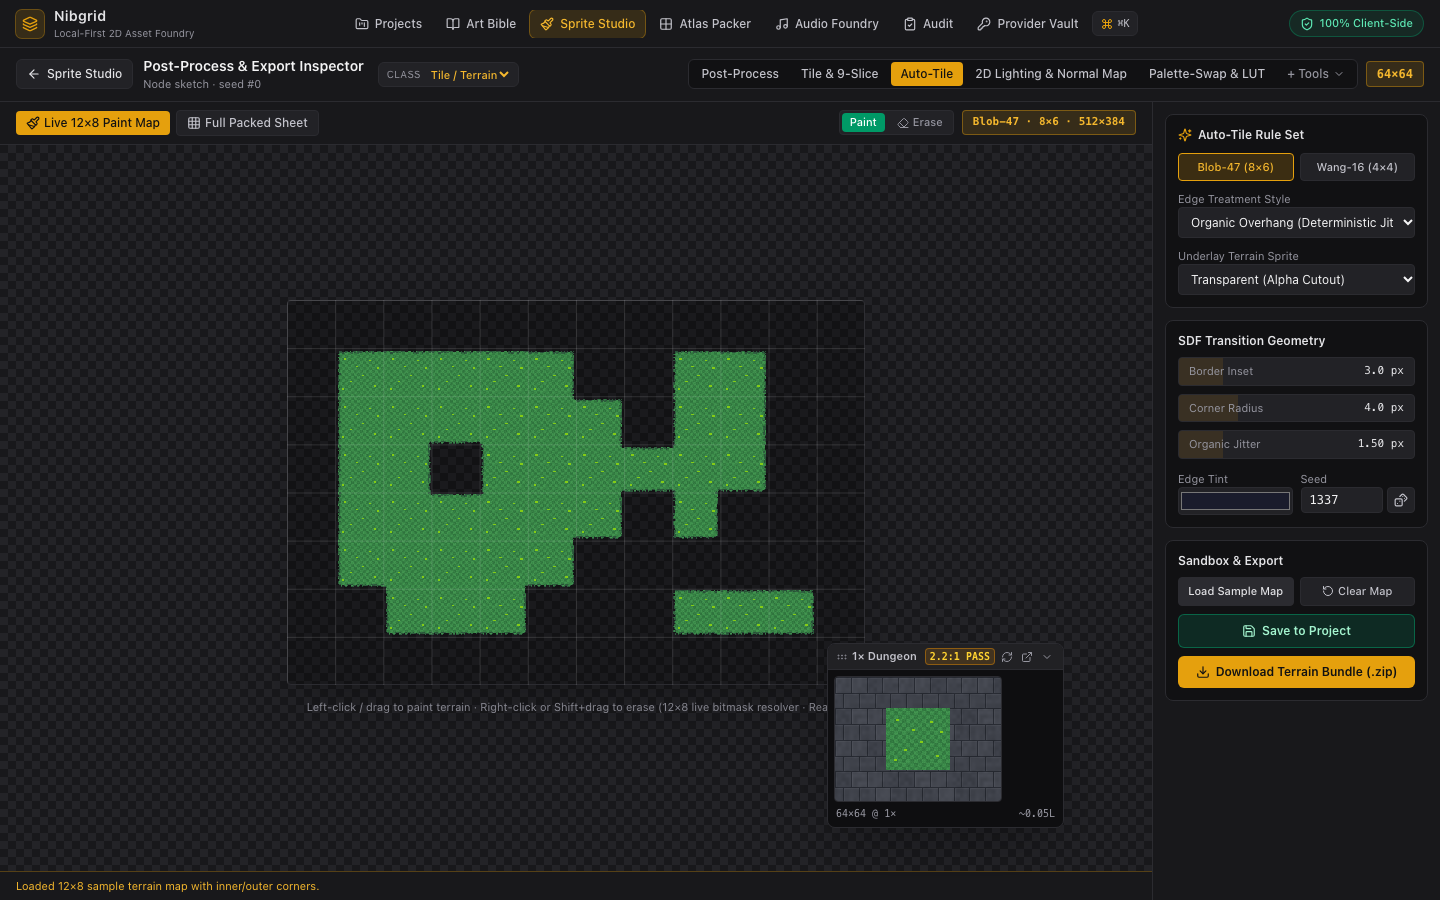 Nibgrid
Local-First 2D Asset Foundry
Projects
Art Bible
Sprite Studio
Atlas Packer
Audio Foundry
Audit
Provider Vault
⌘ ⌘K
100% Client-Side
Sprite Studio
Post-Process & Export Inspector
Node sketch · seed #0
CLASS Tile / Terrain
Post-Process
Tile & 9-Slice
Auto-Tile
2D Lighting & Normal Map
Palette-Swap & LUT
+ Tools
64×64
Live 12×8 Paint Map
Full Packed Sheet
Paint
Erase
Blob-47 · 8×6 · 512×384
Left-click / drag to paint terrain · Right-click or Shift+drag to erase (12×8 live bitmask resolver · Rea
1× Dungeon
2.2:1 PASS
64×64 @ 1×
~0.05L
Loaded 12×8 sample terrain map with inner/outer corners.
Auto-Tile Rule Set
Blob-47 (8×6)
Wang-16 (4×4)
Edge Treatment Style
Organic Overhang (Deterministic Jit
Underlay Terrain Sprite
Transparent (Alpha Cutout)
SDF Transition Geometry
Border Inset 3.0 px
Corner Radius 4.0 px
Organic Jitter 1.50 px
Edge Tint
Seed
1337
Sandbox & Export
Load Sample Map
Clear Map
Save to Project
Download Terrain Bundle (.zip)